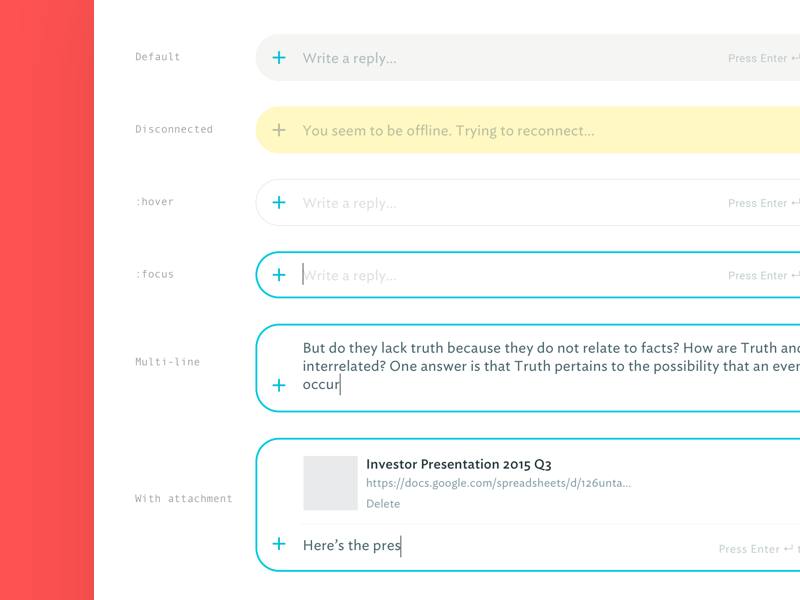 Default
+ Write a reply... Press Enter ↵
Disconnected
+ You seem to be offline. Trying to reconnect...
:hover
+ Write a reply... Press Enter ↵
:focus
+ Write a reply... Press Enter ↵
Multi-line
But do they lack truth because they do not relate to facts? How are Truth and
interrelated? One answer is that Truth pertains to the possibility that an even
+ occur
With attachment
Investor Presentation 2015 Q3
https://docs.google.com/spreadsheets/d/126unta...
Delete
+ Here's the pres Press Enter ↵ t